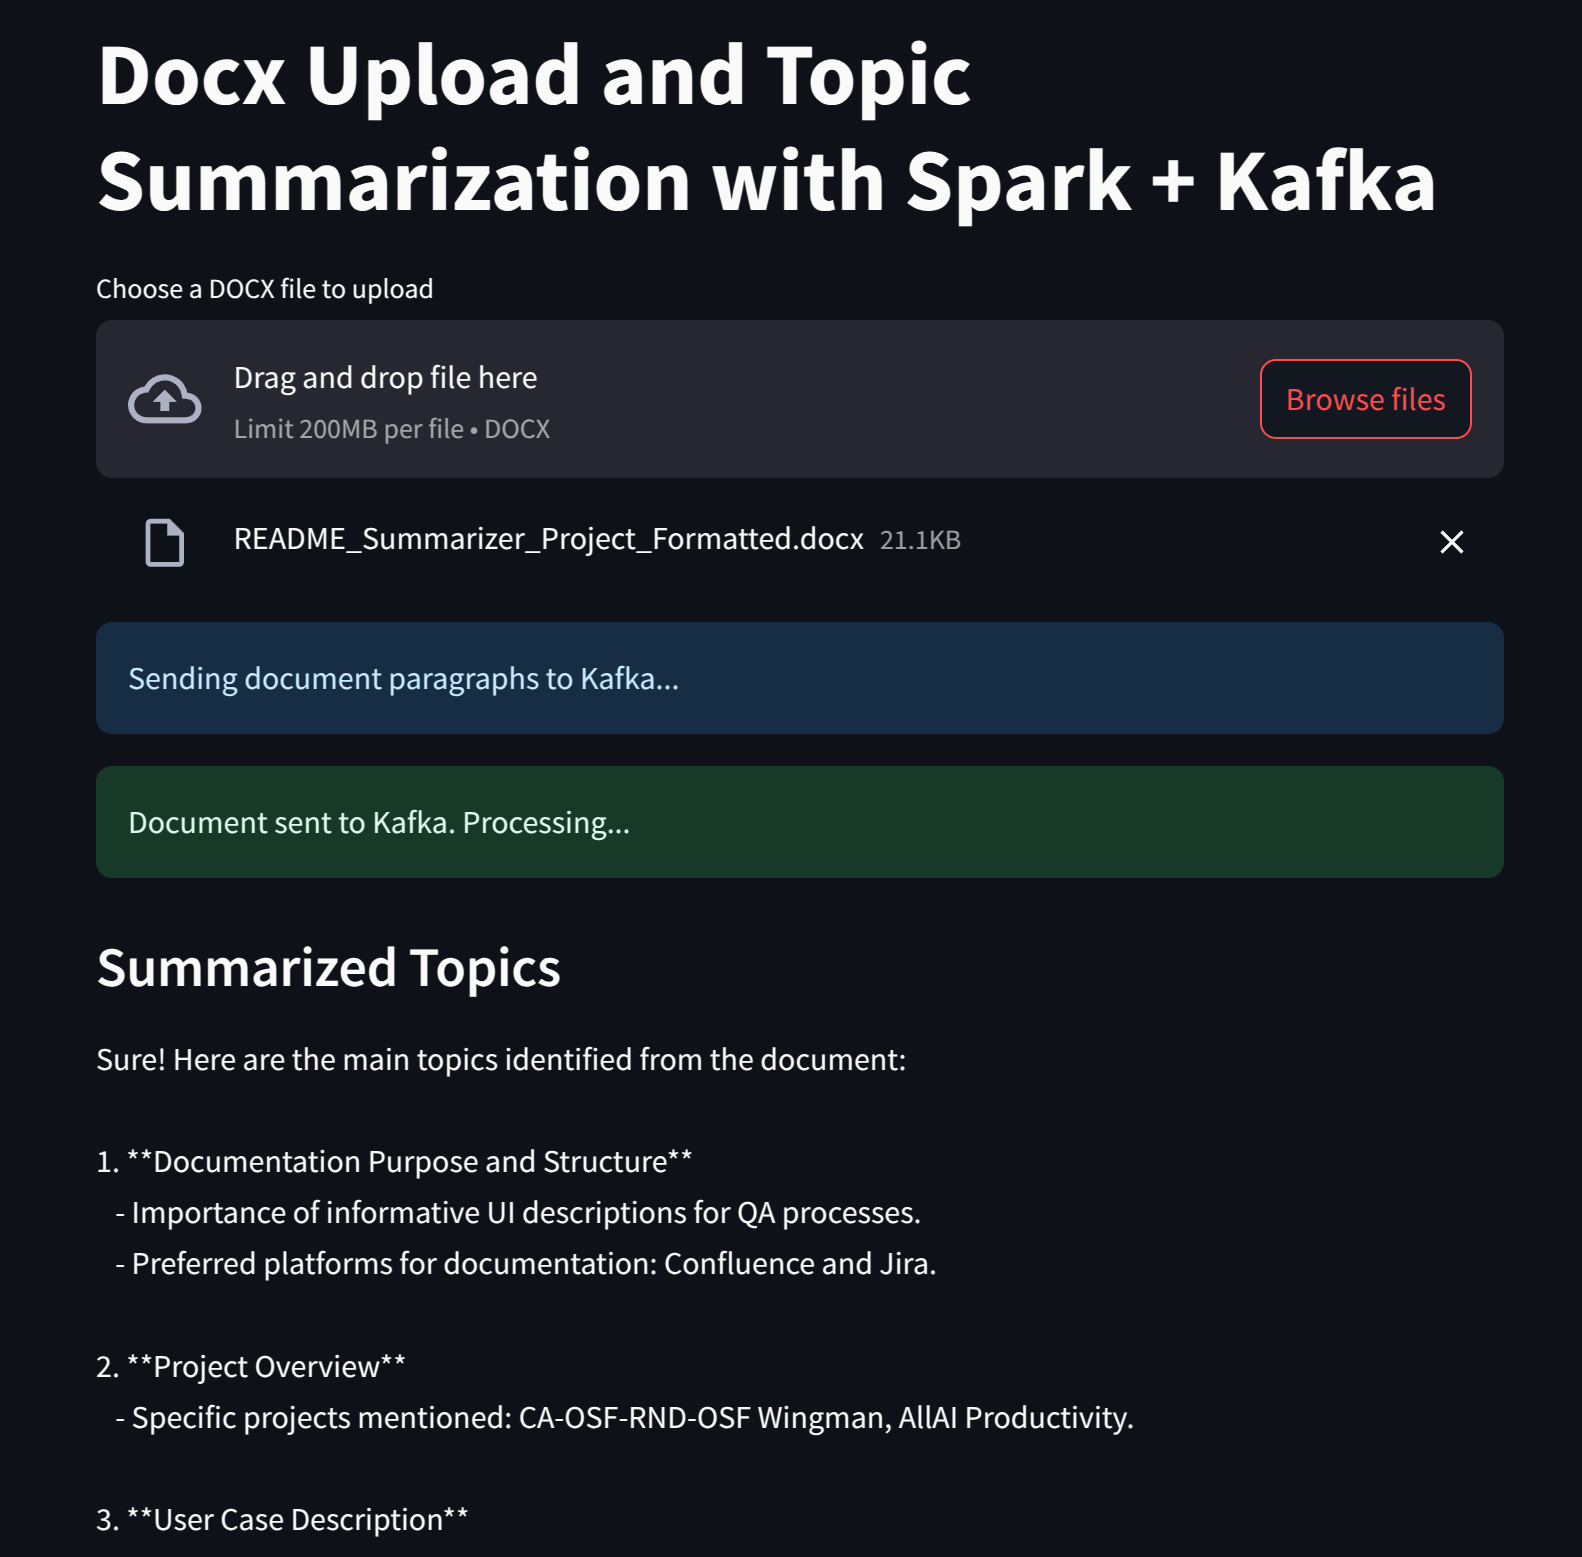 Docx Upload and Topic
Summarization with Spark + Kafka
Choose a DOCX file to upload
Drag and drop file here
Limit 200MB per file • DOCX
Browse files
README_Summarizer_Project_Formatted.docx 21.1KB
Sending document paragraphs to Kafka...
Document sent to Kafka. Processing...
Summarized Topics
Sure! Here are the main topics identified from the document:
1. **Documentation Purpose and Structure**
- Importance of informative UI descriptions for QA processes.
- Preferred platforms for documentation: Confluence and Jira.
2. **Project Overview**
- Specific projects mentioned: CA-OSF-RND-OSF Wingman, AllAI Productivity.
3. **User Case Description**